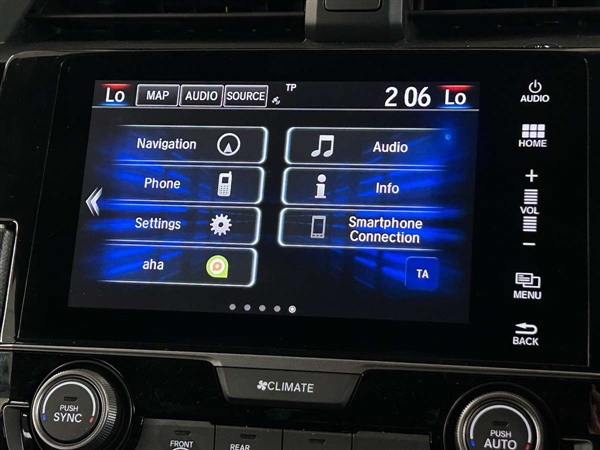 Lo MAP AUDIO SOURCE TP 2 06 Lo
AUDIO
Navigation
Audio
HOME
Phone
Info
+
VOL
-
Settings
Smartphone
Connection
aha
TA
MENU
BACK
CLIMATE
PUSH
SYNC
PUSH
AUTO
FRONT
REAR